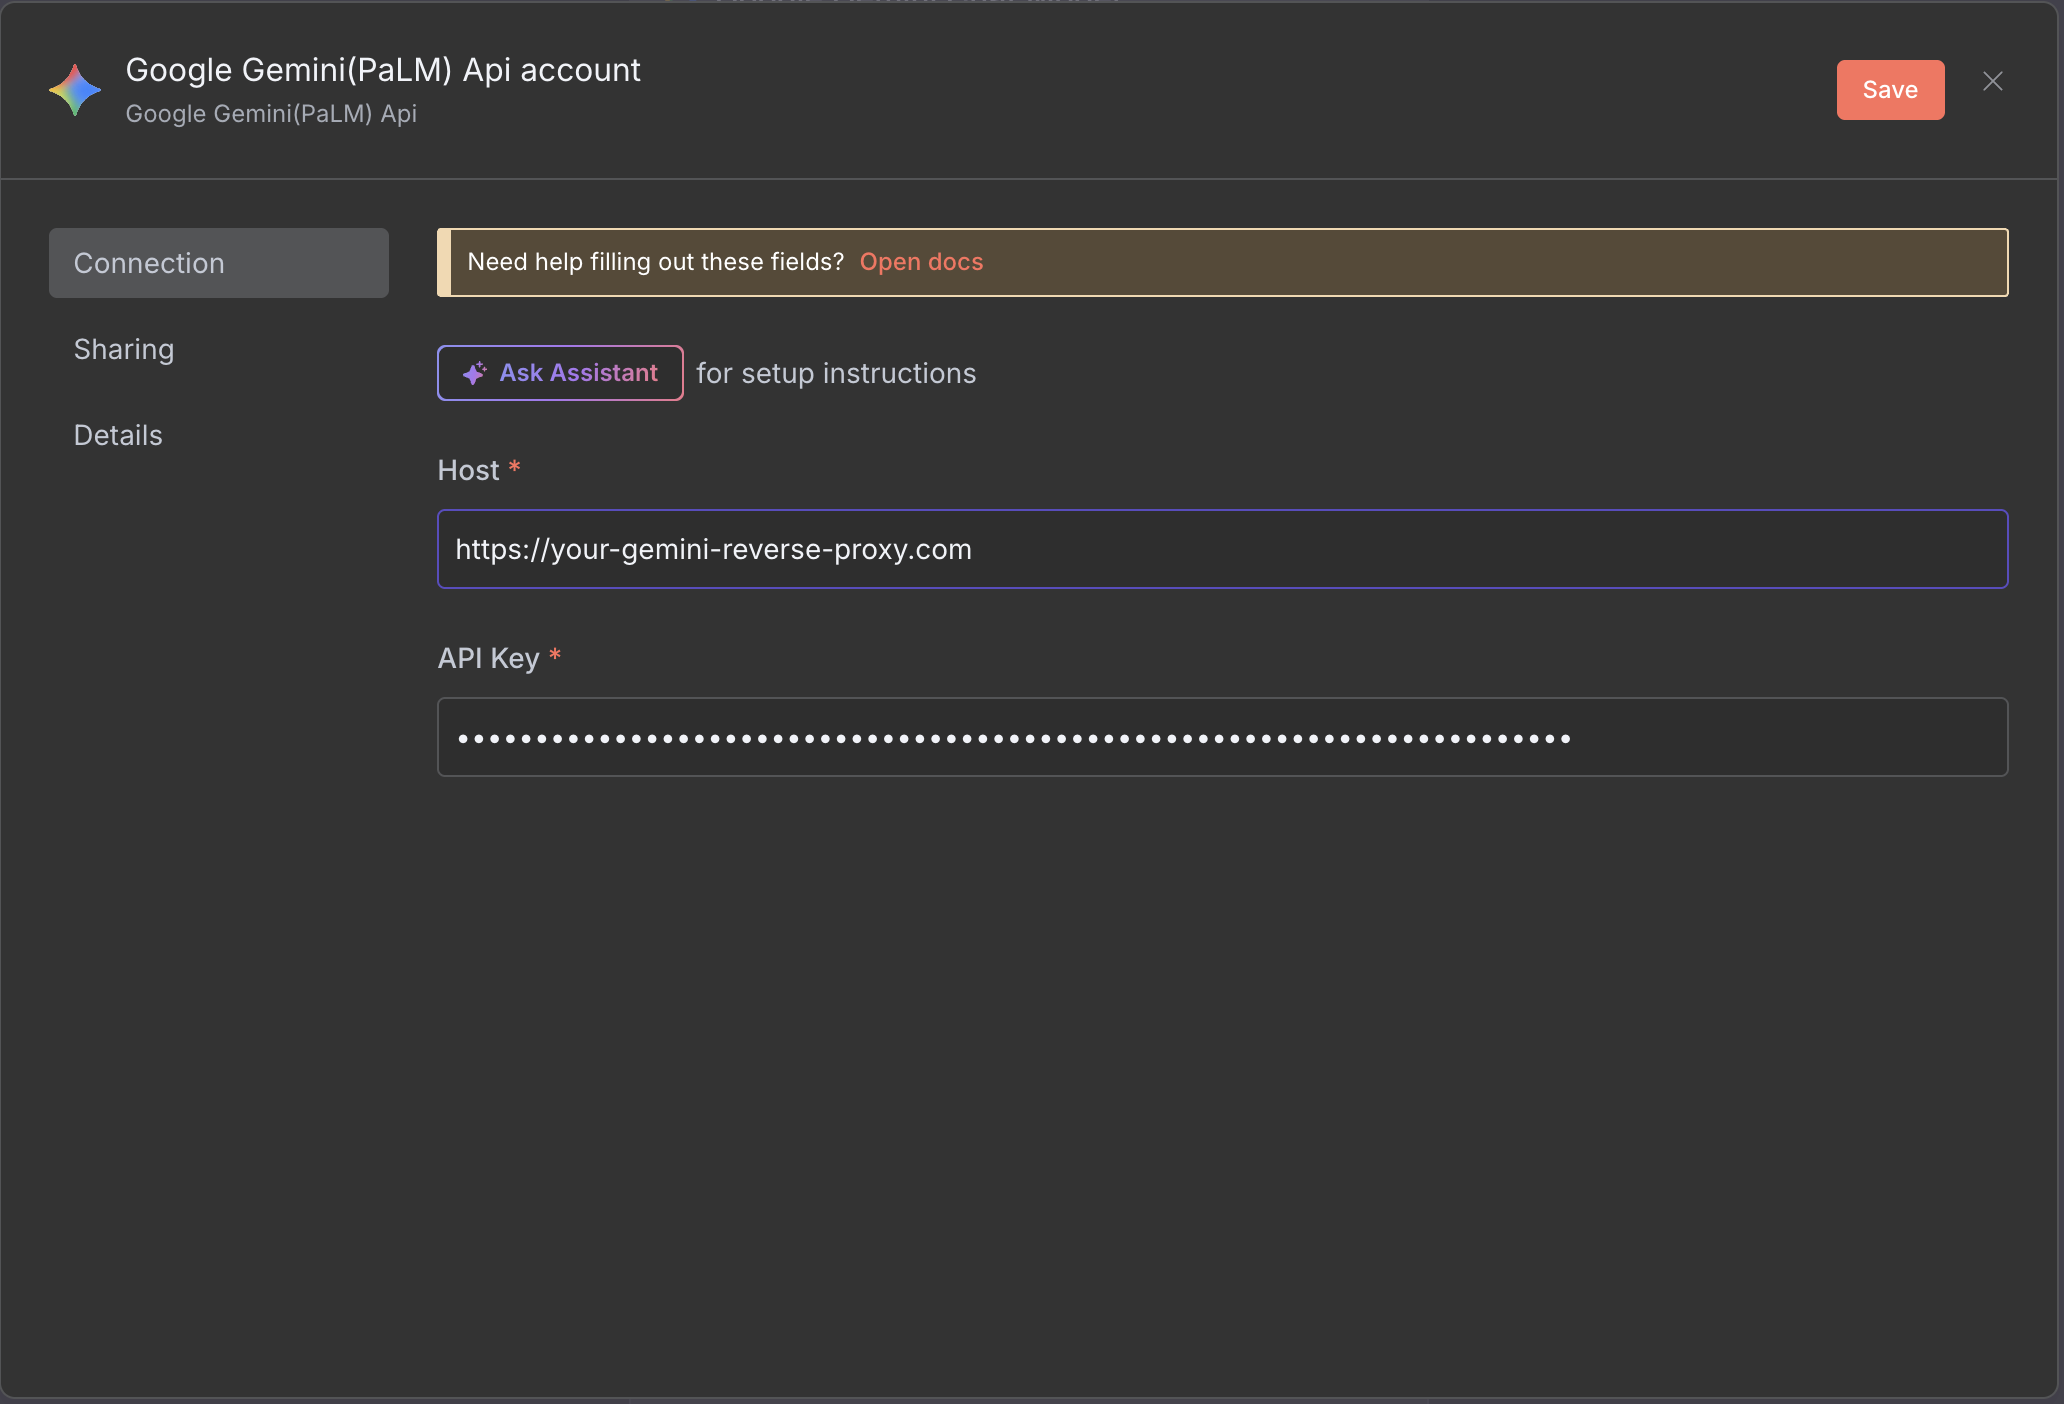 Google Gemini(PaLM) Api account
Google Gemini(PaLM) Api
Save
Connection
Sharing
Details
Need help filling out these fields? Open docs
Ask Assistant for setup instructions
Host *
https://your-gemini-reverse-proxy.com
API Key *